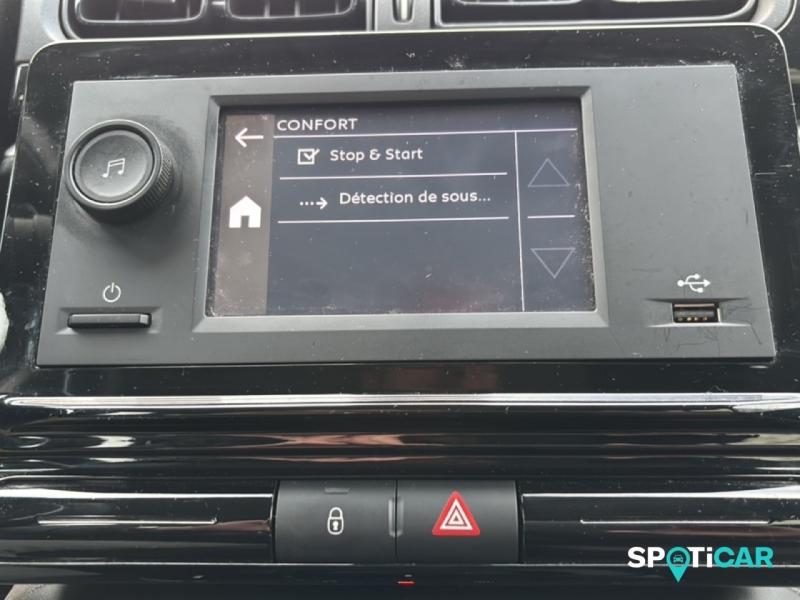 CONFORT
Stop & Start
Détection de sous...
SPOTiCAR